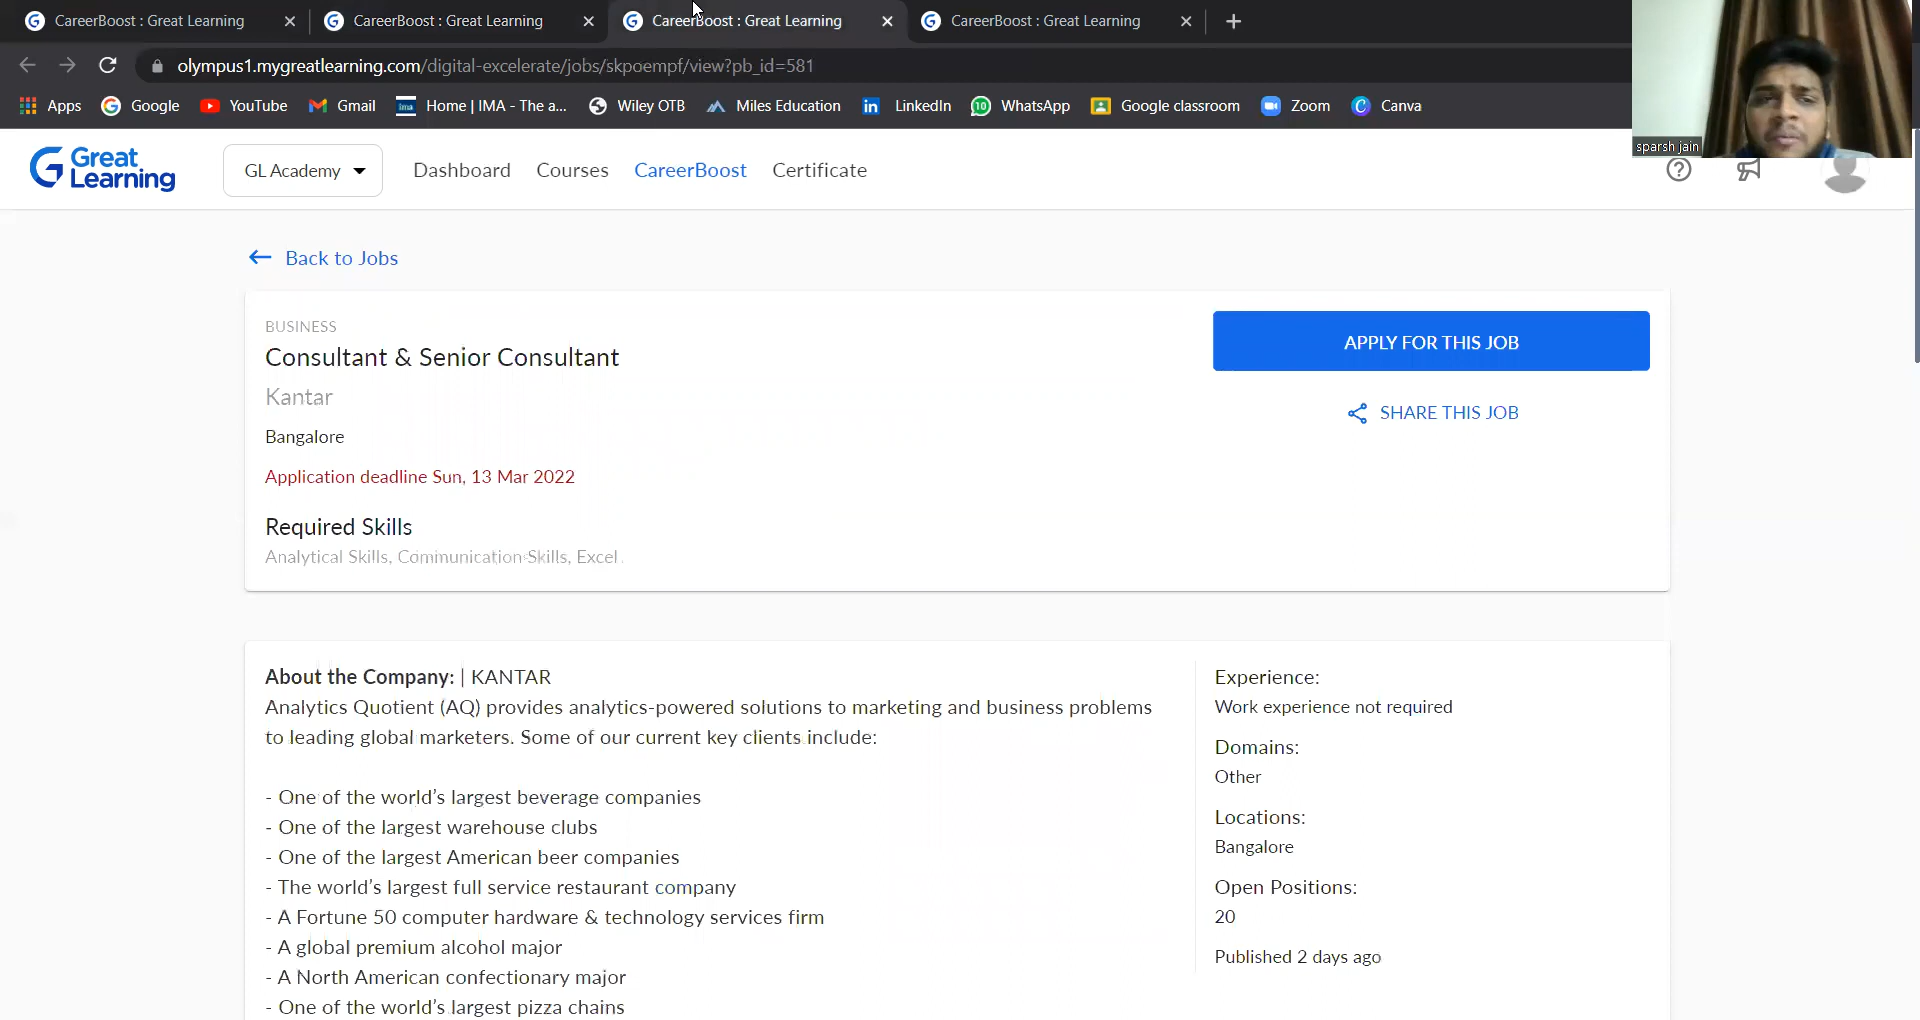 CareerBoost : Great Learning
CareerBoost : Great Learning
CareerBoost : Great Learning
CareerBoost : Great Learning
olympus1.mygreatlearning.com/digital-excelerate/jobs/skpoempf/view?pb_id=581
Apps
Google
YouTube
Gmail
ima
Home | IMA - The a...
Wiley OTB
Miles Education
in
LinkedIn
10
WhatsApp
Google classroom
Zoom
C
Canva
sparsh jain
Great
Learning
GL Academy
Dashboard
Courses
CareerBoost
Certificate
?
Back to Jobs
BUSINESS
Consultant & Senior Consultant
Kantar
Bangalore
Application deadline Sun, 13 Mar 2022
Required Skills
Analytical Skills, Communication Skills, Excel
APPLY FOR THIS JOB
SHARE THIS JOB
About the Company: | KANTAR
Analytics Quotient (AQ) provides analytics-powered solutions to marketing and business problems
to leading global marketers. Some of our current key clients include:
- One of the world's largest beverage companies
- One of the largest warehouse clubs
- One of the largest American beer companies
- The world's largest full service restaurant company
- A Fortune 50 computer hardware & technology services firm
- A global premium alcohol major
- A North American confectionary major
- One of the world's largest pizza chains
Experience:
Work experience not required
Domains:
Other
Locations:
Bangalore
Open Positions:
20
Published 2 days ago